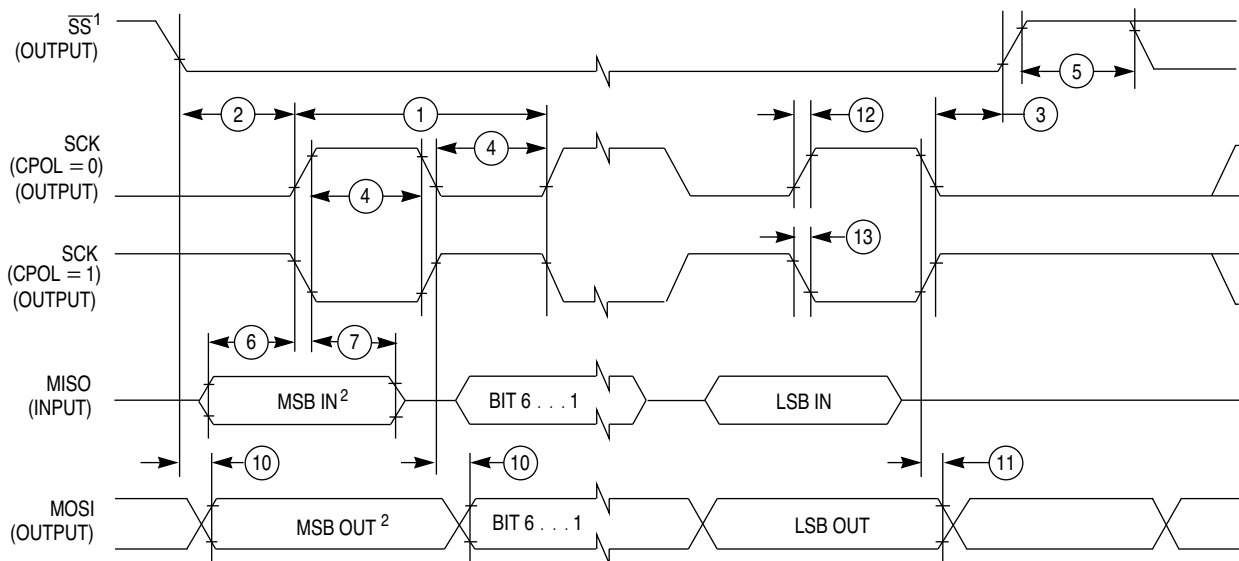 SS1
(OUTPUT)
5
2
1
12
3
SCK
(CPOL = 0)
(OUTPUT)
4
4
SCK
(CPOL = 1)
(OUTPUT)
13
6
7
MISO
(INPUT)
MSB IN2
BIT 6 . . . 1
LSB IN
10
10
11
MOSI
(OUTPUT)
MSB OUT2
BIT 6 . . . 1
LSB OUT